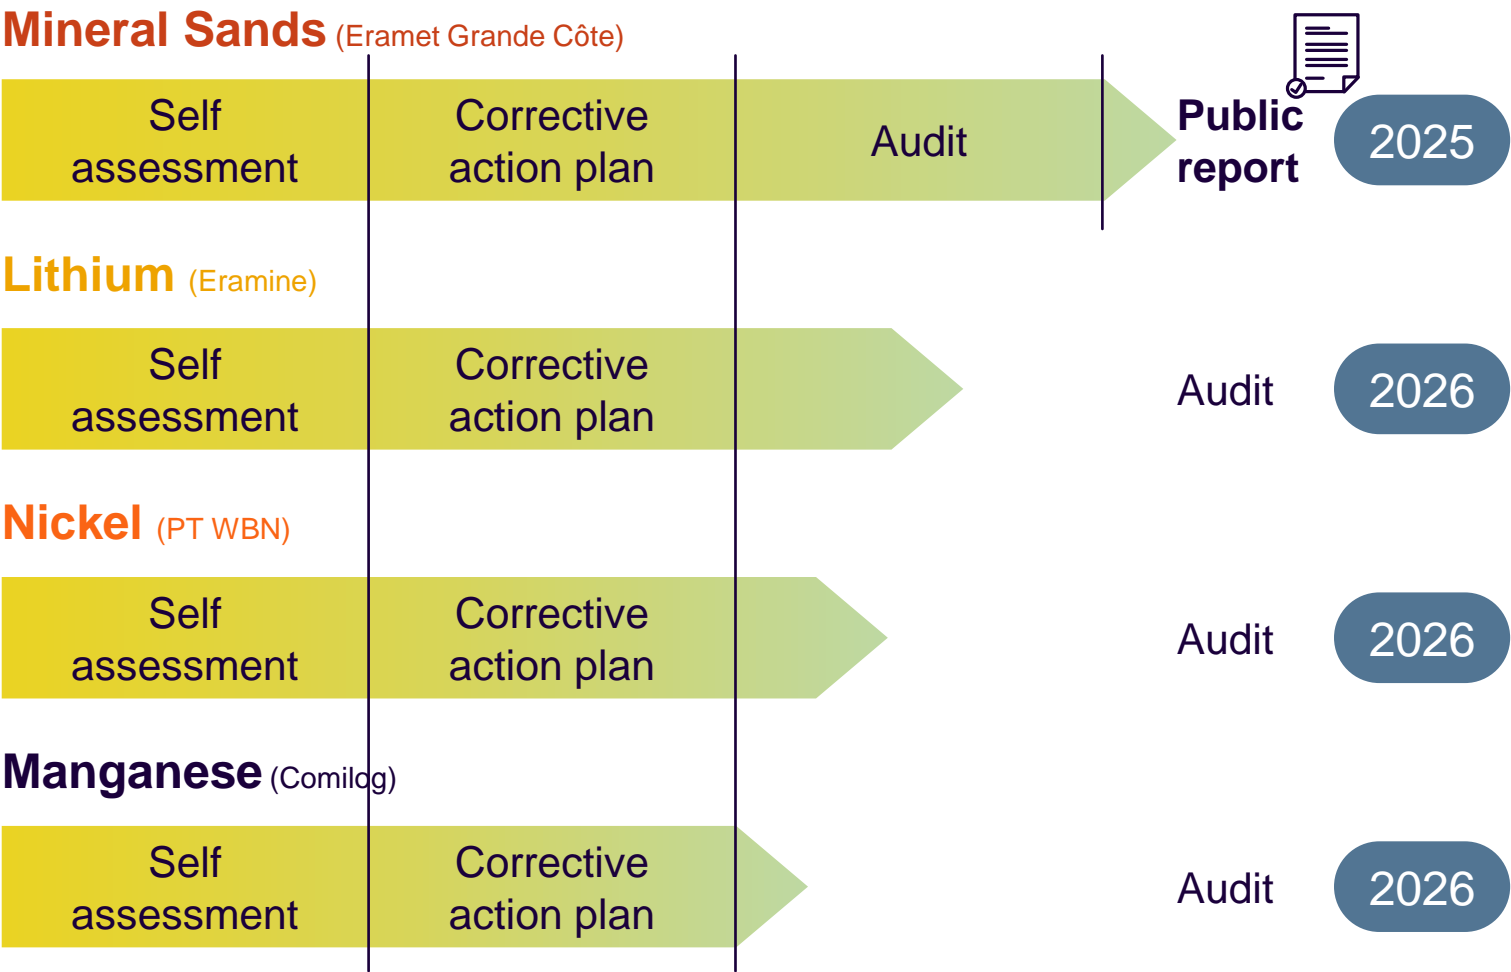 Mineral Sands (Eramet Grande Côte)
Self
assessment
Corrective
action plan
Audit
Public
report
2025
Lithium (Eramine)
Self
assessment
Corrective
action plan
Audit
2026
Nickel (PT WBN)
Self
assessment
Corrective
action plan
Audit
2026
Manganese (Comilog)
Self
assessment
Corrective
action plan
Audit
2026